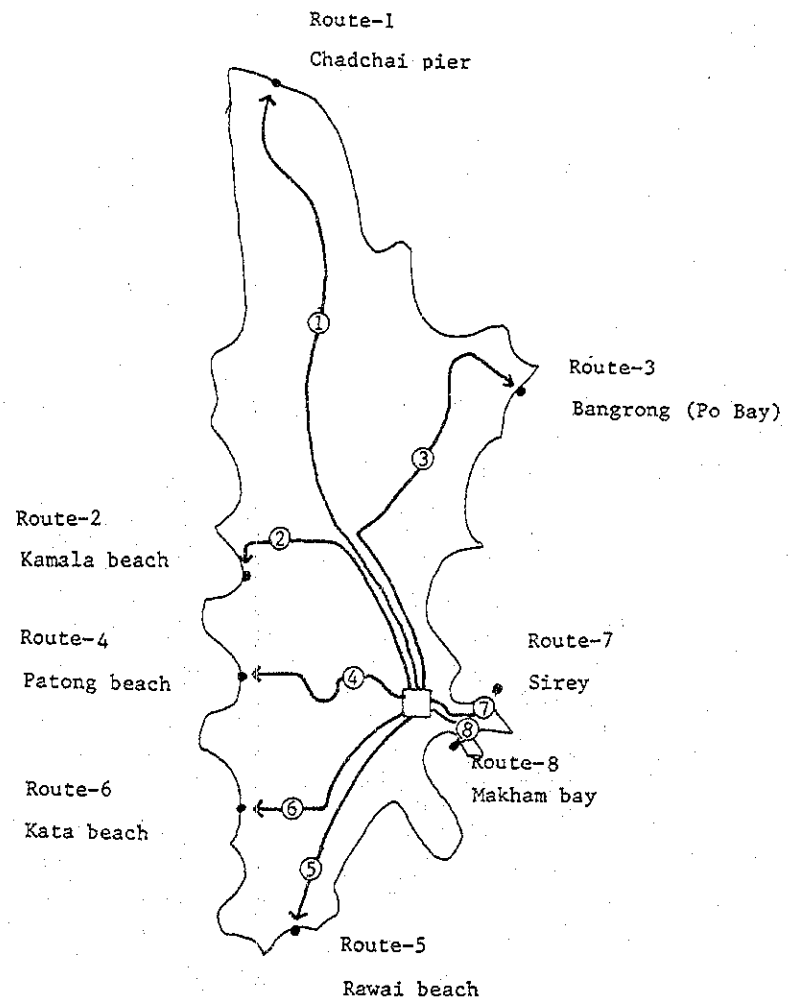 Route-1
Chadchai pier
1
Route-3
Bangrong (Po Bay)
3
Route-2
2
Kamala beach
Route-4
Patong beach
4
Route-7
Sirey
7
8
Route-8
Makham bay
Route-6
Kata beach
6
5
Route-5
Rawai beach